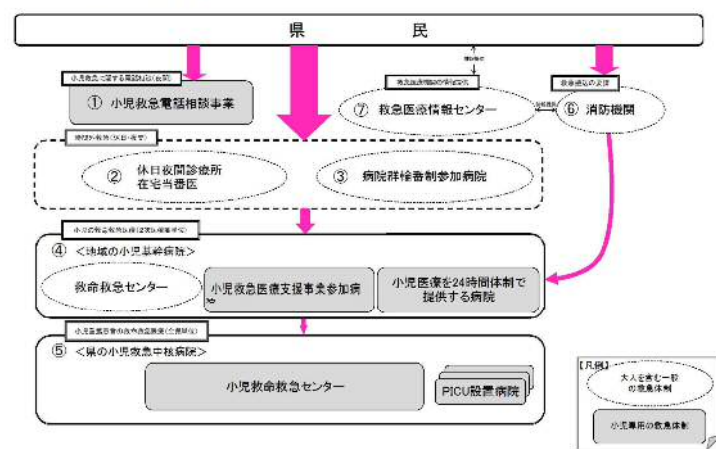 県 民
① 小児救急電話相談事業
⑦ 救急医療情報センター
⑥ 消防機関
② 休日夜間診療所
在宅当番医
③ 病院群輪番制参加病院
④ <地域の小児基幹病院>
救命救急センター
小児救急医療支援事業参加病
小児医療を24時間体制で
提供する病院
⑤ <県の小児救急中核病院>
小児救命救急センター
PICU設置病院
【凡例】
大人を含む一般
の救急体制
小児専用の救急体制